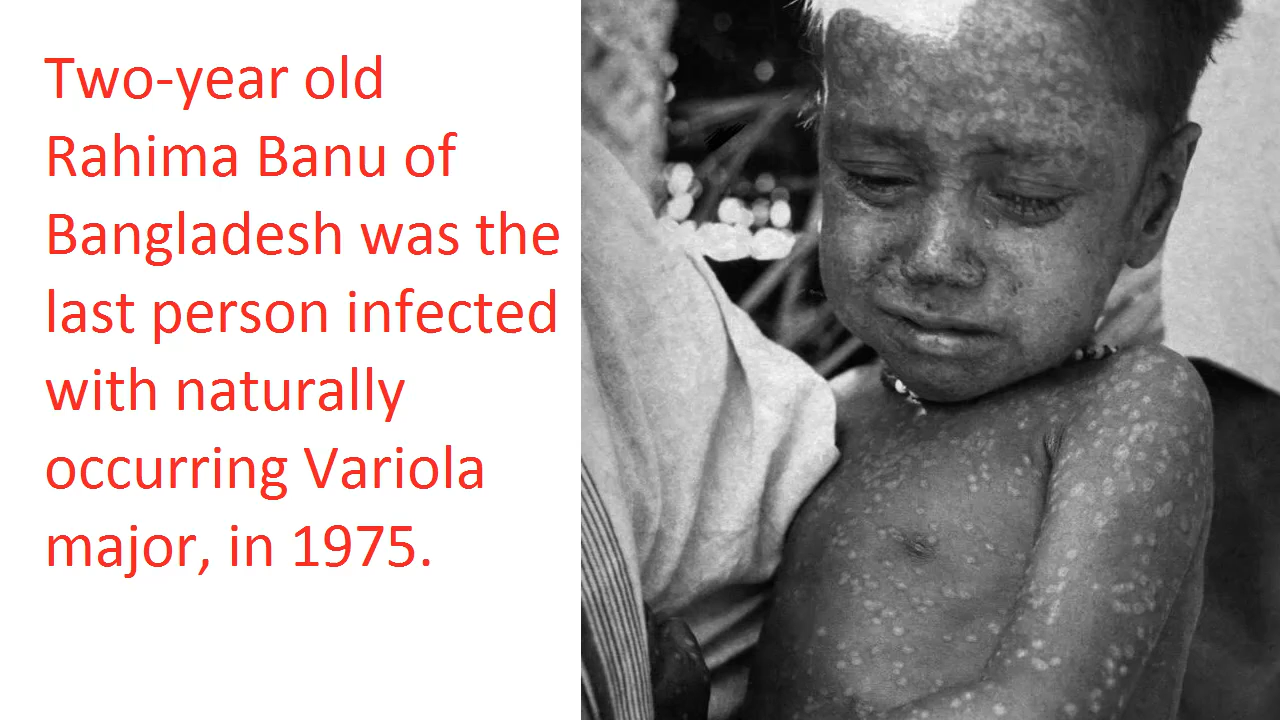 Two-year old
Rahima Banu of
Bangladesh was the
last person infected
with naturally
occurring Variola
major, in 1975.